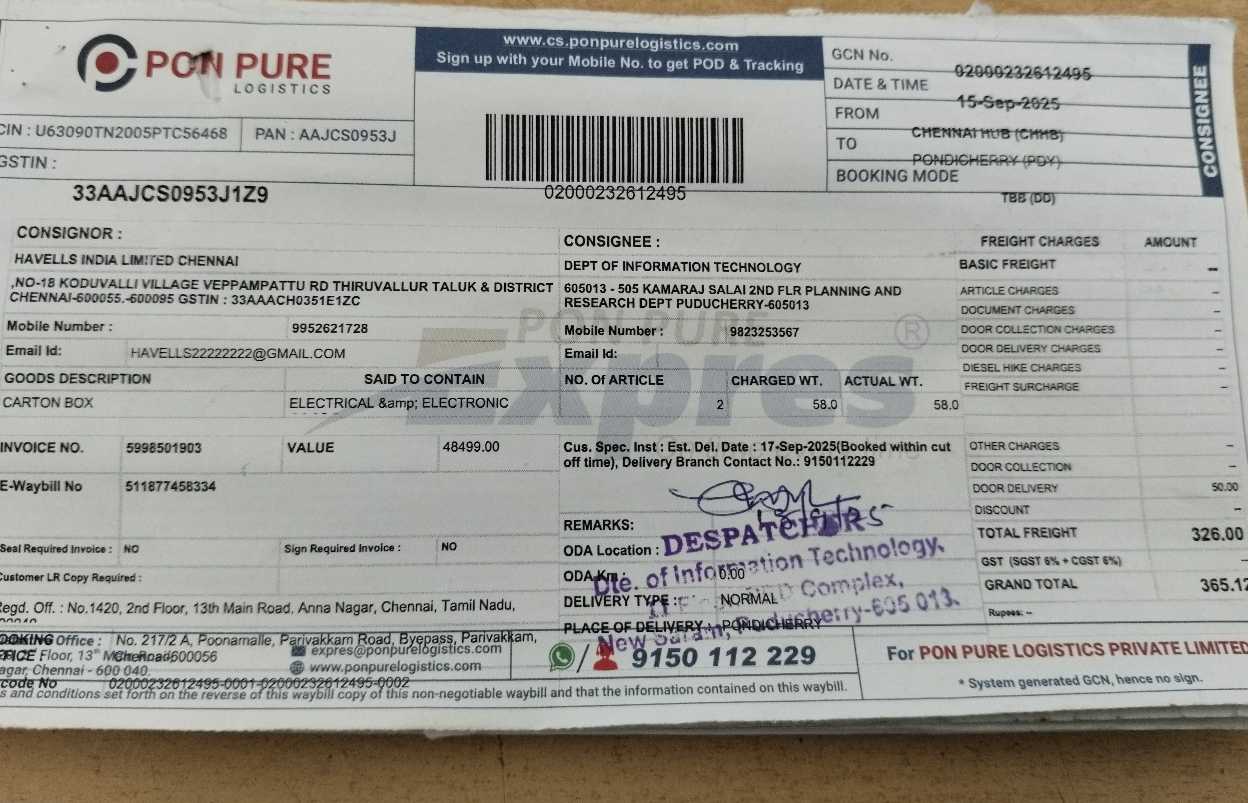 PON PURE
LOGISTICS
www.cs.ponpurelogistics.com
Sign up with your Mobile No. to get POD & Tracking
GCN No. 02000232612495
DATE & TIME 15-Sep-2025
FROM CHENNAI HUB (CHHB)
TO PONDICHERRY (PDY)
BOOKING MODE TBB (DD)
CONSIGNEE
CIN : U63090TN2005PTC56468 PAN : AAJCS0953J
GSTIN :
33AAJCS0953J1Z9
02000232612495
CONSIGNOR :
HAVELLS INDIA LIMITED CHENNAI
,NO-18 KODUVALLI VILLAGE VEPPAMPATTU RD THIRUVALLUR TALUK & DISTRICT
CHENNAI-600055.-600095 GSTIN : 33AAACH0351E1ZC
Mobile Number : 9952621728
Email Id: HAVELLS22222222@GMAIL.COM
CONSIGNEE :
DEPT OF INFORMATION TECHNOLOGY
605013 - 505 KAMARAJ SALAI 2ND FLR PLANNING AND
RESEARCH DEPT PUDUCHERRY-605013
Mobile Number : 9823253567
Email Id:
PON PURE
Expres
GOODS DESCRIPTION SAID TO CONTAIN NO. Of ARTICLE CHARGED WT. ACTUAL WT.
CARTON BOX ELECTRICAL &amp; ELECTRONIC 2 58.0 58.0
INVOICE NO. 5998501903 VALUE 48499.00
E-Waybill No 511877458334
Seal Required Invoice : NO Sign Required Invoice : NO
Customer LR Copy Required :
Cus. Spec. Inst : Est. Del. Date : 17-Sep-2025(Booked within cut
off time), Delivery Branch Contact No.: 9150112229
REMARKS:
ODA Location :
ODA Km : 0.00
DELIVERY TYPE : NORMAL
PLACE OF DELIVERY : PONDICHERRY
DESPATCHERS
Dte. of Information Technology,
Complex,
New Saram, Puducherry-605 013.
FREIGHT CHARGES AMOUNT
BASIC FREIGHT --
ARTICLE CHARGES --
DOCUMENT CHARGES --
DOOR COLLECTION CHARGES --
DOOR DELIVERY CHARGES --
DIESEL HIKE CHARGES --
FREIGHT SURCHARGE --
OTHER CHARGES --
DOOR COLLECTION --
DOOR DELIVERY 50.00
DISCOUNT --
TOTAL FREIGHT 326.00
GST (SGST 6% + CGST 6%) --
GRAND TOTAL 365.12
Rupees: --
Regd. Off. : No.1420, 2nd Floor, 13th Main Road, Anna Nagar, Chennai, Tamil Nadu,
BOOKING Office : No. 217/2 A, Poonamalle, Parivakkam Road, Byepass, Parivakkam,
Chennai-600056
Floor, 13th Main Road
Nagar, Chennai - 600 040.
code No 02000232612495-0001-02000232612495-0002
expres@ponpurelogistics.com
www.ponpurelogistics.com
9150 112 229
For PON PURE LOGISTICS PRIVATE LIMITED
* System generated GCN, hence no sign.
s and conditions set forth on the reverse of this waybill copy of this non-negotiable waybill and that the information contained on this waybill.